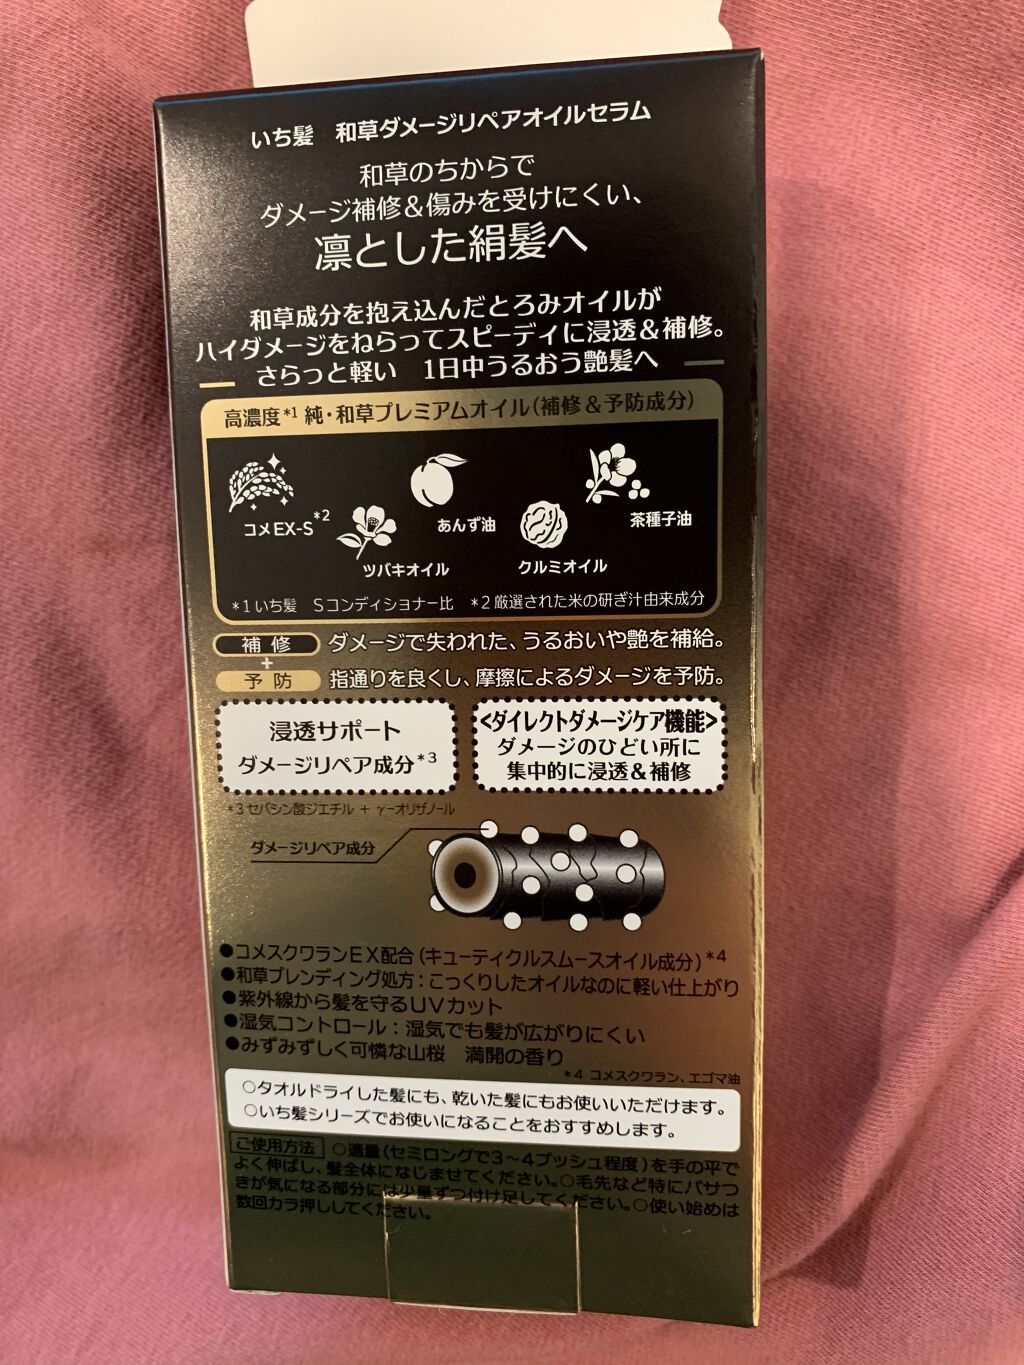 いち髪 和草ダメージリペアオイルセラム
和草のちからで
ダメージ補修&傷みを受けにくい、
凛とした絹髪へ
和草成分を抱え込んだとろみオイルが
ハイダメージをねらってスピーディに浸透&補修。
さらっと軽い 1日中うるおう艶髪へ
高濃度*1 純・和草プレミアムオイル(補修&予防成分)
コメEX-S*2
ツバキオイル
あんず油
クルミオイル
茶種子油
*1 いち髪 Sコンディショナー比 *2 厳選された米の研ぎ汁由来成分
補修 ダメージで失われた、うるおいや艶を補給。
+
予防 指通りを良くし、摩擦によるダメージを予防。
浸透サポート
ダメージリペア成分*3
<ダイレクトダメージケア機能>
ダメージのひどい所に
集中的に浸透&補修
*3 セバシン酸ジエチル + γ-オリザノール
ダメージリペア成分
●コメスクワランEX配合(キューティクルスムースオイル成分)*4
●和草ブレンディング処方:こっくりしたオイルなのに軽い仕上がり
●紫外線から髪を守るUVカット
●湿気コントロール:湿気でも髪が広がりにくい
●みずみずしく可憐な山桜 満開の香り
*4 コメスクワラン、エゴマ油
○タオルドライした髪にも、乾いた髪にもお使いいただけます。
○いち髪シリーズでお使いになることをおすすめします。
ご使用方法 ○適量(セミロングで3〜4プッシュ程度)を手の平で
よく伸ばし、髪全体になじませてください。○毛先など特にパサつ
きが気になる部分には少量ずつ付け足してください。○使い始めは
数回カラ押ししてください。